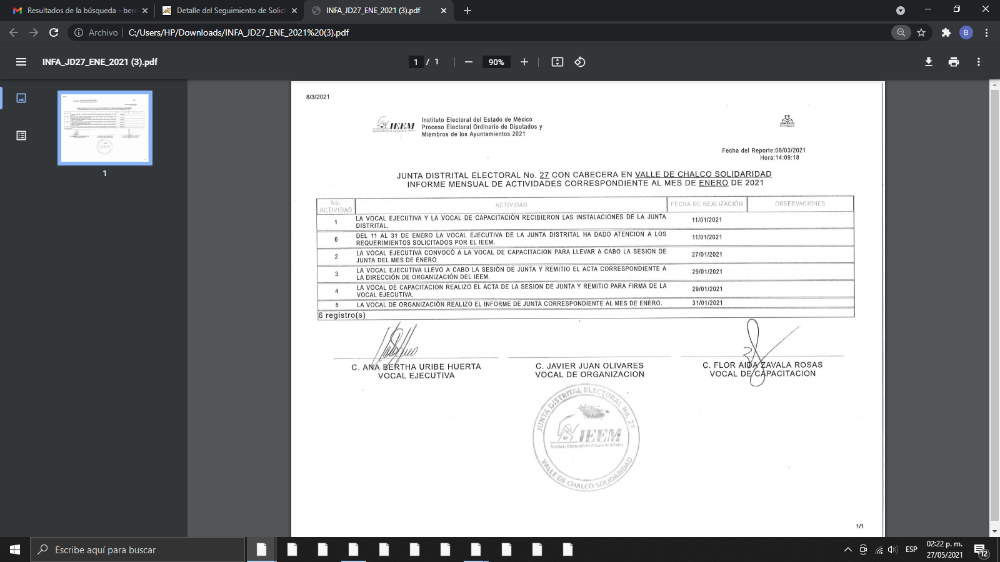 Resultados de la búsqueda - bere
Detalle del Seguimiento de Solici
INFA_JD27_ENE_2021 (3).pdf
Archivo
C:/Users/HP/Downloads/INFA_JD27_ENE_2021%20(3).pdf
B
INFA_JD27_ENE_2021 (3).pdf
1 / 1
90%
1
8/3/2021
IEEM
Instituto Electoral del Estado de México
Proceso Electoral Ordinario de Diputados y
Miembros de los Ayuntamientos 2021
Fecha del Reporte:08/03/2021
Hora:14:09:18
JUNTA DISTRITAL ELECTORAL No. 27 CON CABECERA EN VALLE DE CHALCO SOLIDARIDAD
INFORME MENSUAL DE ACTIVIDADES CORRESPONDIENTE AL MES DE ENERO DE 2021
No. ACTIVIDAD ACTIVIDAD FECHA DE REALIZACIÓN OBSERVACIONES
1 LA VOCAL EJECUTIVA Y LA VOCAL DE CAPACITACIÓN RECIBIERON LAS INSTALACIONES DE LA JUNTA 11/01/2021
DISTRITAL.
6 DEL 11 AL 31 DE ENERO LA VOCAL EJECUTIVA DE LA JUNTA DISTRITAL HA DADO ATENCION A LOS 11/01/2021
REQUERIMIENTOS SOLICITADOS POR EL IEEM.
2 LA VOCAL EJECUTIVA CONVOCÓ A LA VOCAL DE CAPACITACION PARA LLEVAR A CABO LA SESION DE 27/01/2021
JUNTA DEL MES DE ENERO
3 LA VOCAL EJECUTIVA LLEVO A CABO LA SESIÓN DE JUNTA Y REMITIO EL ACTA CORRESPONDIENTE A 29/01/2021
LA DIRECCIÓN DE ORGANIZACIÓN DEL IEEM.
4 LA VOCAL DE CAPACITACION REALIZO EL ACTA DE LA SESION DE JUNTA Y REMITIO PARA FIRMA DE LA 29/01/2021
VOCAL EJECUTIVA.
5 LA VOCAL DE ORGANIZACIÓN REALIZO EL INFORME DE JUNTA CORRESPONDIENTE AL MES DE ENERO. 31/01/2021
6 registro(s)
C. ANA BERTHA URIBE HUERTA
VOCAL EJECUTIVA
C. JAVIER JUAN OLIVARES
VOCAL DE ORGANIZACION
C. FLOR AIDA ZAVALA ROSAS
VOCAL DE CAPACITACION
JUNTA DISTRITAL ELECTORAL No. 27
IEEM
Instituto Electoral del Estado de México
VALLE DE CHALCO SOLIDARIDAD
1/1
Escribe aquí para buscar
ESP
02:22 p. m.
27/05/2021
12